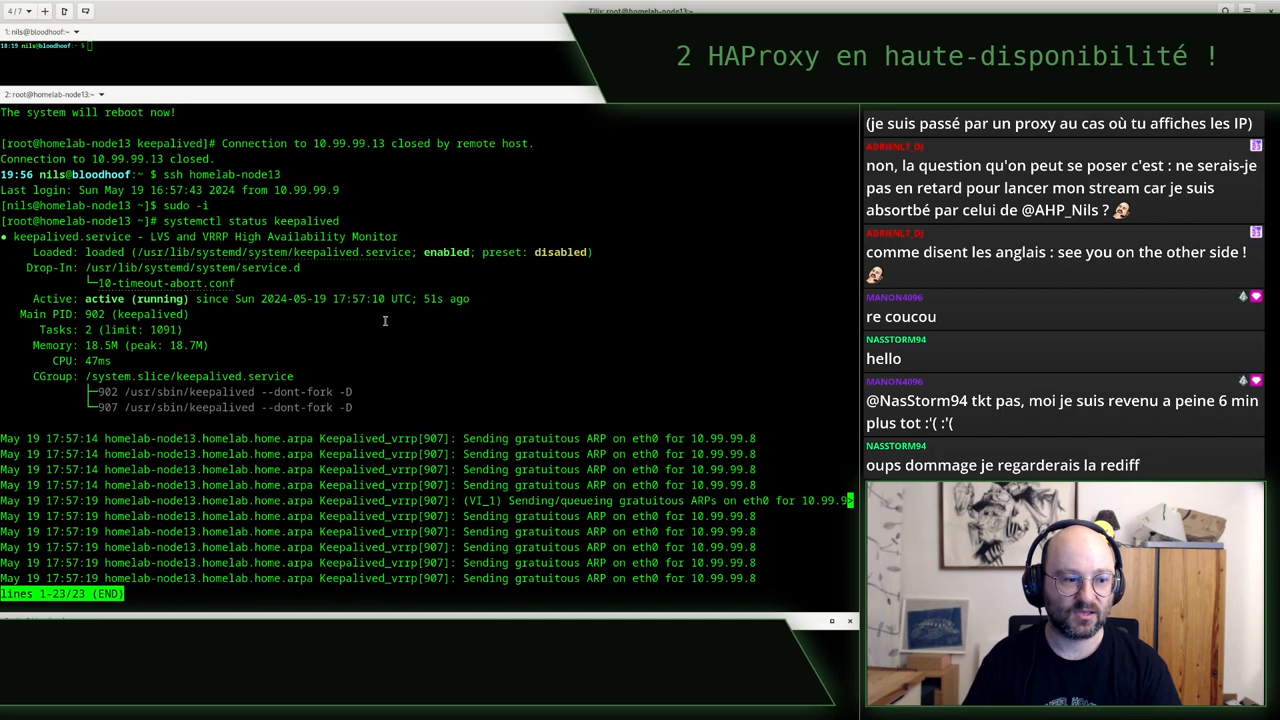 4 / 7
Tilix: root@homelab-node13:~
1: nils@bloodhoof:~
18:19 nils@bloodhoof:~ $
2 HAProxy en haute-disponibilité !
2: root@homelab-node13:~
The system will reboot now!
[root@homelab-node13 keepalived]# Connection to 10.99.99.13 closed by remote host.
Connection to 10.99.99.13 closed.
19:56 nils@bloodhoof:~ $ ssh homelab-node13
Last login: Sun May 19 16:57:43 2024 from 10.99.99.9
[nils@homelab-node13 ~]$ sudo -i
[root@homelab-node13 ~]# systemctl status keepalived
● keepalived.service - LVS and VRRP High Availability Monitor
Loaded: loaded (/usr/lib/systemd/system/keepalived.service; enabled; preset: disabled)
Drop-In: /usr/lib/systemd/system/service.d
└─10-timeout-abort.conf
Active: active (running) since Sun 2024-05-19 17:57:10 UTC; 51s ago
Main PID: 902 (keepalived)
Tasks: 2 (limit: 1091)
Memory: 18.5M (peak: 18.7M)
CPU: 47ms
CGroup: /system.slice/keepalived.service
├─902 /usr/sbin/keepalived --dont-fork -D
└─907 /usr/sbin/keepalived --dont-fork -D
May 19 17:57:14 homelab-node13.homelab.home.arpa Keepalived_vrrp[907]: Sending gratuitous ARP on eth0 for 10.99.99.8
May 19 17:57:14 homelab-node13.homelab.home.arpa Keepalived_vrrp[907]: Sending gratuitous ARP on eth0 for 10.99.99.8
May 19 17:57:14 homelab-node13.homelab.home.arpa Keepalived_vrrp[907]: Sending gratuitous ARP on eth0 for 10.99.99.8
May 19 17:57:14 homelab-node13.homelab.home.arpa Keepalived_vrrp[907]: Sending gratuitous ARP on eth0 for 10.99.99.8
May 19 17:57:19 homelab-node13.homelab.home.arpa Keepalived_vrrp[907]: (VI_1) Sending/queueing gratuitous ARPs on eth0 for 10.99.9>
May 19 17:57:19 homelab-node13.homelab.home.arpa Keepalived_vrrp[907]: Sending gratuitous ARP on eth0 for 10.99.99.8
May 19 17:57:19 homelab-node13.homelab.home.arpa Keepalived_vrrp[907]: Sending gratuitous ARP on eth0 for 10.99.99.8
May 19 17:57:19 homelab-node13.homelab.home.arpa Keepalived_vrrp[907]: Sending gratuitous ARP on eth0 for 10.99.99.8
May 19 17:57:19 homelab-node13.homelab.home.arpa Keepalived_vrrp[907]: Sending gratuitous ARP on eth0 for 10.99.99.8
May 19 17:57:19 homelab-node13.homelab.home.arpa Keepalived_vrrp[907]: Sending gratuitous ARP on eth0 for 10.99.99.8
lines 1-23/23 (END)
(je suis passé par un proxy au cas où tu affiches les IP)
ADRIENLT_DJ
non, la question qu'on peut se poser c'est : ne serais-je
pas en retard pour lancer mon stream car je suis
absorbé par celui de @AHP_Nils ?
ADRIENLT_DJ
comme disent les anglais : see you on the other side !
MANON4096
re coucou
NASSTORM94
hello
MANON4096
@NasStorm94 tkt pas, moi je suis revenu a peine 6 min
plus tot :'( :'(
NASSTORM94
oups dommage je regarderais la rediff